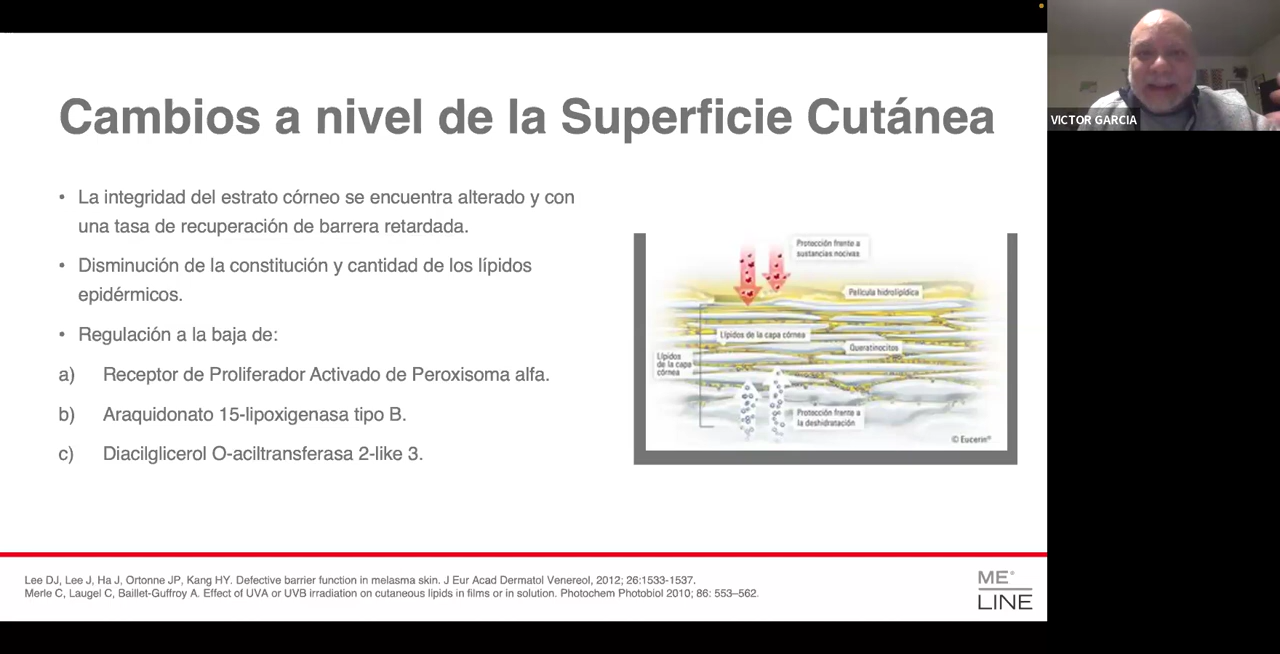 Cambios a nivel de la Superficie Cutánea
VICTOR GARCIA
• La integridad del estrato córneo se encuentra alterado y con
una tasa de recuperación de barrera retardada.
• Disminución de la constitución y cantidad de los lípidos
epidérmicos.
• Regulación a la baja de:
a) Receptor de Proliferador Activado de Peroxisoma alfa.
b) Araquidonato 15-lipoxigenasa tipo B.
c) Diacilglicerol O-aciltransferasa 2-like 3.
Protección frente a
sustancias nocivas
Película hidrolipídica
Lípidos de la capa córnea
Queratinocitos
Lípidos
de la capa
córnea
Protección frente a
la deshidratación
© Eucerin®
Lee DJ, Lee J, Ha J, Ortonne JP, Kang HY. Defective barrier function in melasma skin. J Eur Acad Dermatol Venereol, 2012; 26:1533-1537.
Merle C, Laugel C, Baillet-Guffroy A. Effect of UVA or UVB irradiation on cutaneous lipids in films or in solution. Photochem Photobiol 2010; 86: 553–562.
ME®
LINE